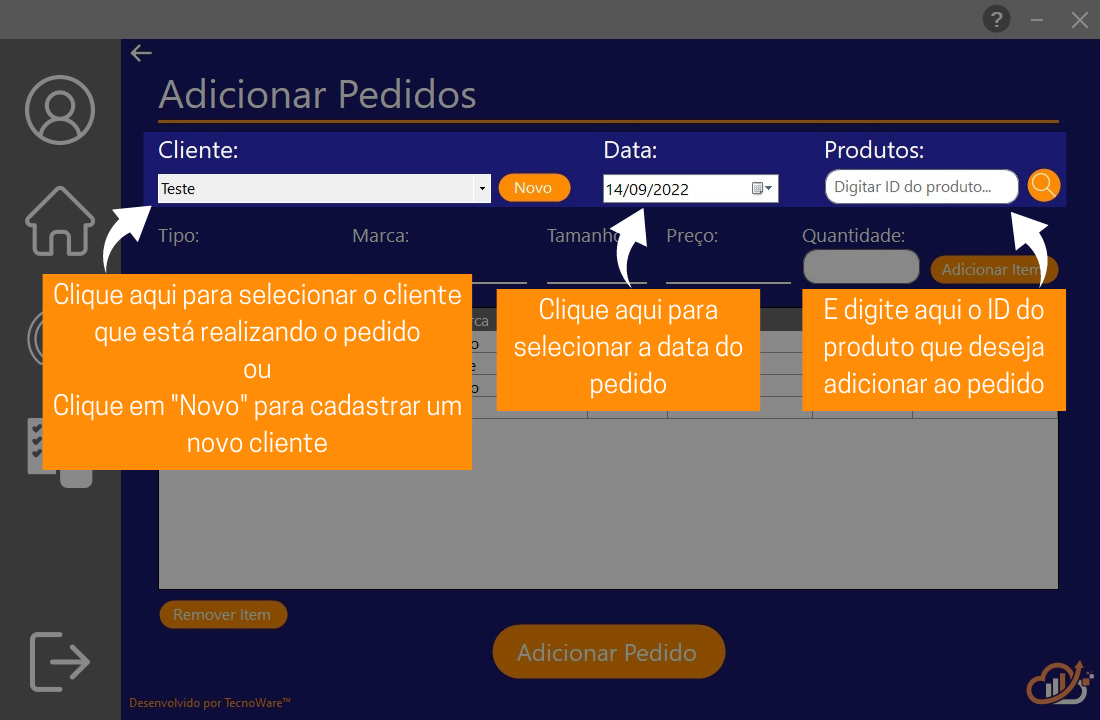 ?
Adicionar Pedidos
Cliente: Data: Produtos:
Teste Novo 14/09/2022 Digitar ID do produto...
Tipo: Marca: Tamanho Preço: Quantidade:
Adicionar Item
Clique aqui para selecionar o cliente
que está realizando o pedido
ou
Clique em "Novo" para cadastrar um
novo cliente
Clique aqui para
selecionar a data do
pedido
E digite aqui o ID do
produto que deseja
adicionar ao pedido
Remover Item
Adicionar Pedido
Desenvolvido por TecnoWare™